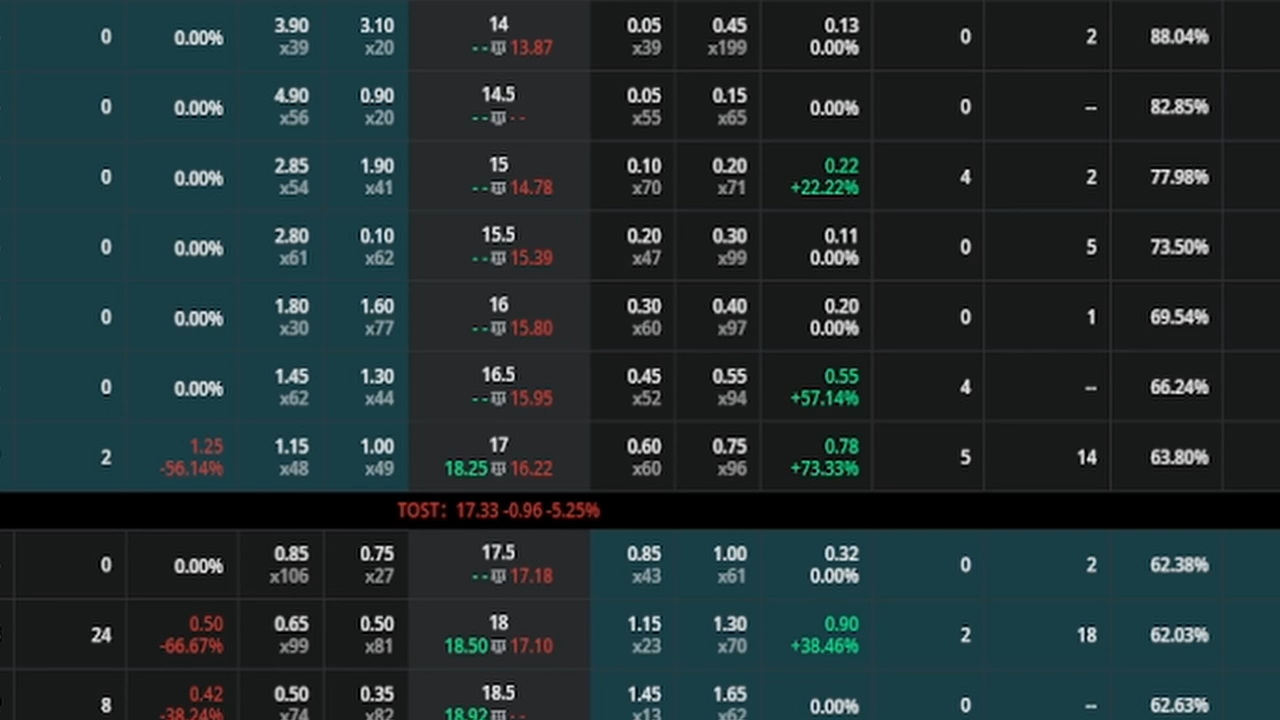 0 0.00% 3.90 3.10 14 0.05 0.45 0.13 0 2 88.04%
x39 x20 -- 13.87 x39 x199 0.00%
0 0.00% 4.90 0.90 14.5 0.05 0.15 0.00% 0 -- 82.85%
x56 x20 -- -- x55 x65
0 0.00% 2.85 1.90 15 0.10 0.20 0.22 4 2 77.98%
x54 x41 -- 14.78 x70 x71 +22.22%
0 0.00% 2.80 0.10 15.5 0.20 0.30 0.11 0 5 73.50%
x61 x62 -- 15.39 x47 x99 0.00%
0 0.00% 1.80 1.60 16 0.30 0.40 0.20 0 1 69.54%
x30 x77 -- 15.80 x60 x97 0.00%
0 0.00% 1.45 1.30 16.5 0.45 0.55 0.55 4 -- 66.24%
x62 x44 -- 15.95 x52 x94 +57.14%
2 1.25 1.15 1.00 17 0.60 0.75 0.78 5 14 63.80%
-56.14% x48 x49 18.25 16.22 x60 x96 +73.33%
TOST: 17.33 -0.96 -5.25%
0 0.00% 0.85 0.75 17.5 0.85 1.00 0.32 0 2 62.38%
x106 x27 -- 17.18 x43 x61 0.00%
24 0.50 0.65 0.50 18 1.15 1.30 0.90 2 18 62.03%
-66.67% x99 x81 18.50 17.10 x23 x70 +38.46%
8 0.42 0.50 0.35 18.5 1.45 1.65 0.00% 0 -- 62.63%
-38.24% x74 x82 18.92 -- x13 x62